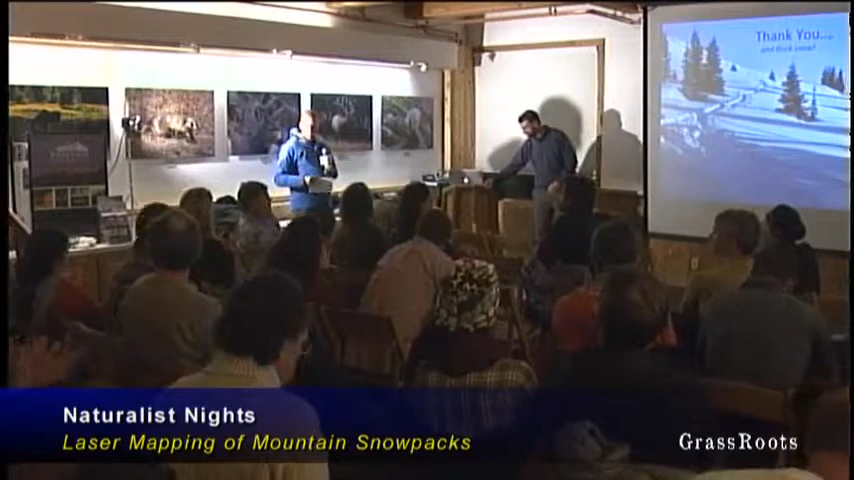 Thank You....
and think snow!
Naturalist Nights
Laser Mapping of Mountain Snowpacks
GrassRoots